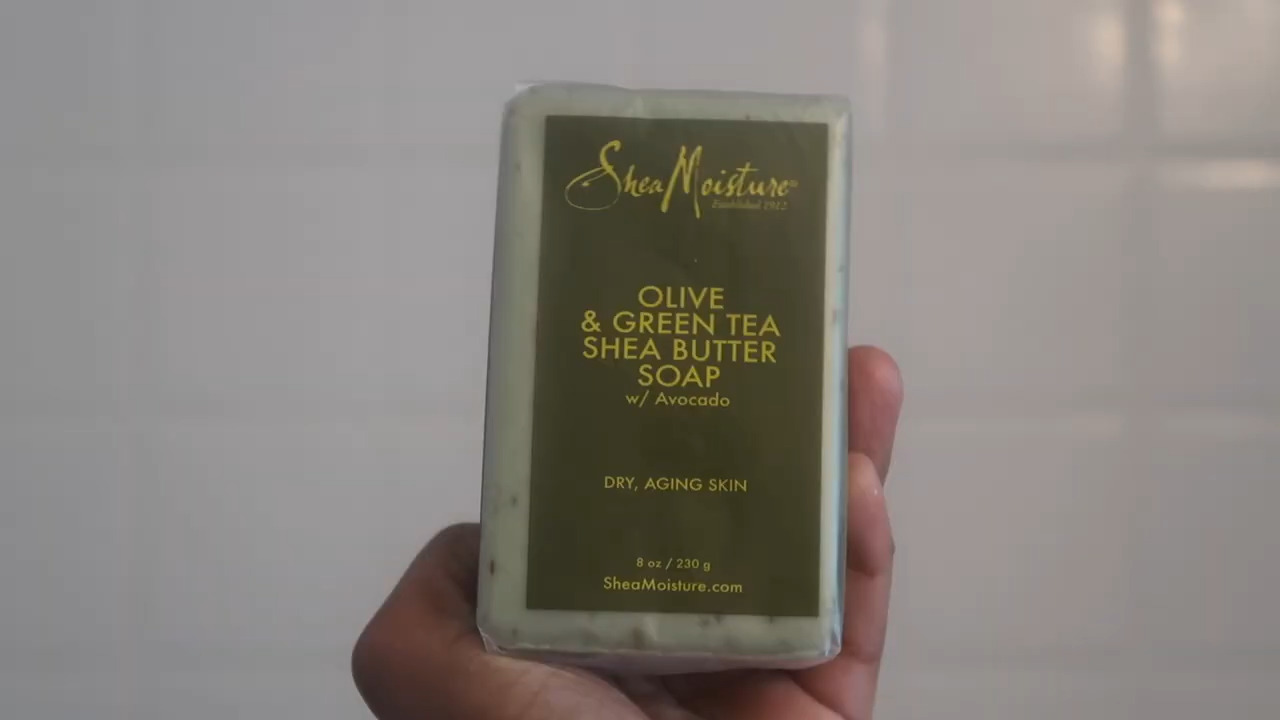 SheaMoisture
Established 1912
OLIVE
& GREEN TEA
SHEA BUTTER
SOAP
w/ Avocado
DRY, AGING SKIN
8 oz / 230 g
SheaMoisture.com